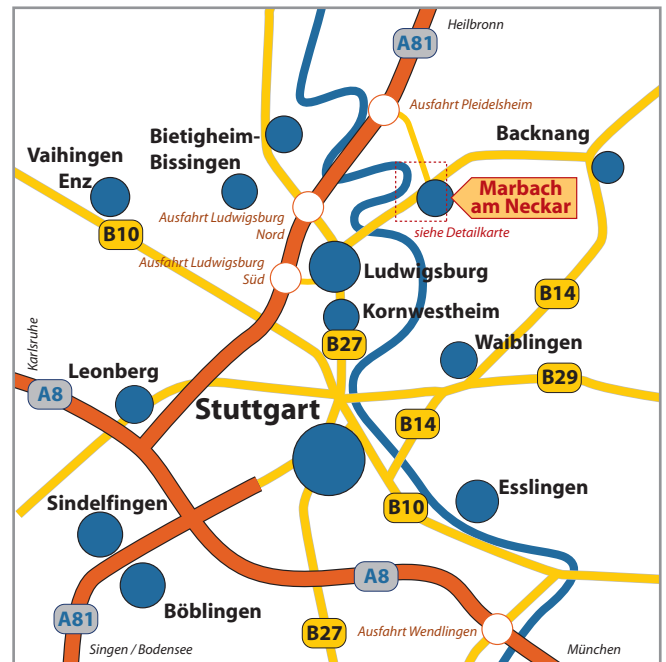 Heilbronn
A81
Ausfahrt Pleidelsheim
Bietigheim-
Bissingen
Backnang
Vaihingen
Enz
Marbach
am Neckar
Ausfahrt Ludwigsburg
Nord
siehe Detailkarte
B10
Ausfahrt Ludwigsburg
Süd
Ludwigsburg
B14
Kornwestheim
Karlsruhe
B27
Waiblingen
Leonberg
B29
A8
Stuttgart
B14
Esslingen
Sindelfingen
B10
A8
Böblingen
A81
B27
Ausfahrt Wendlingen
Singen / Bodensee
München